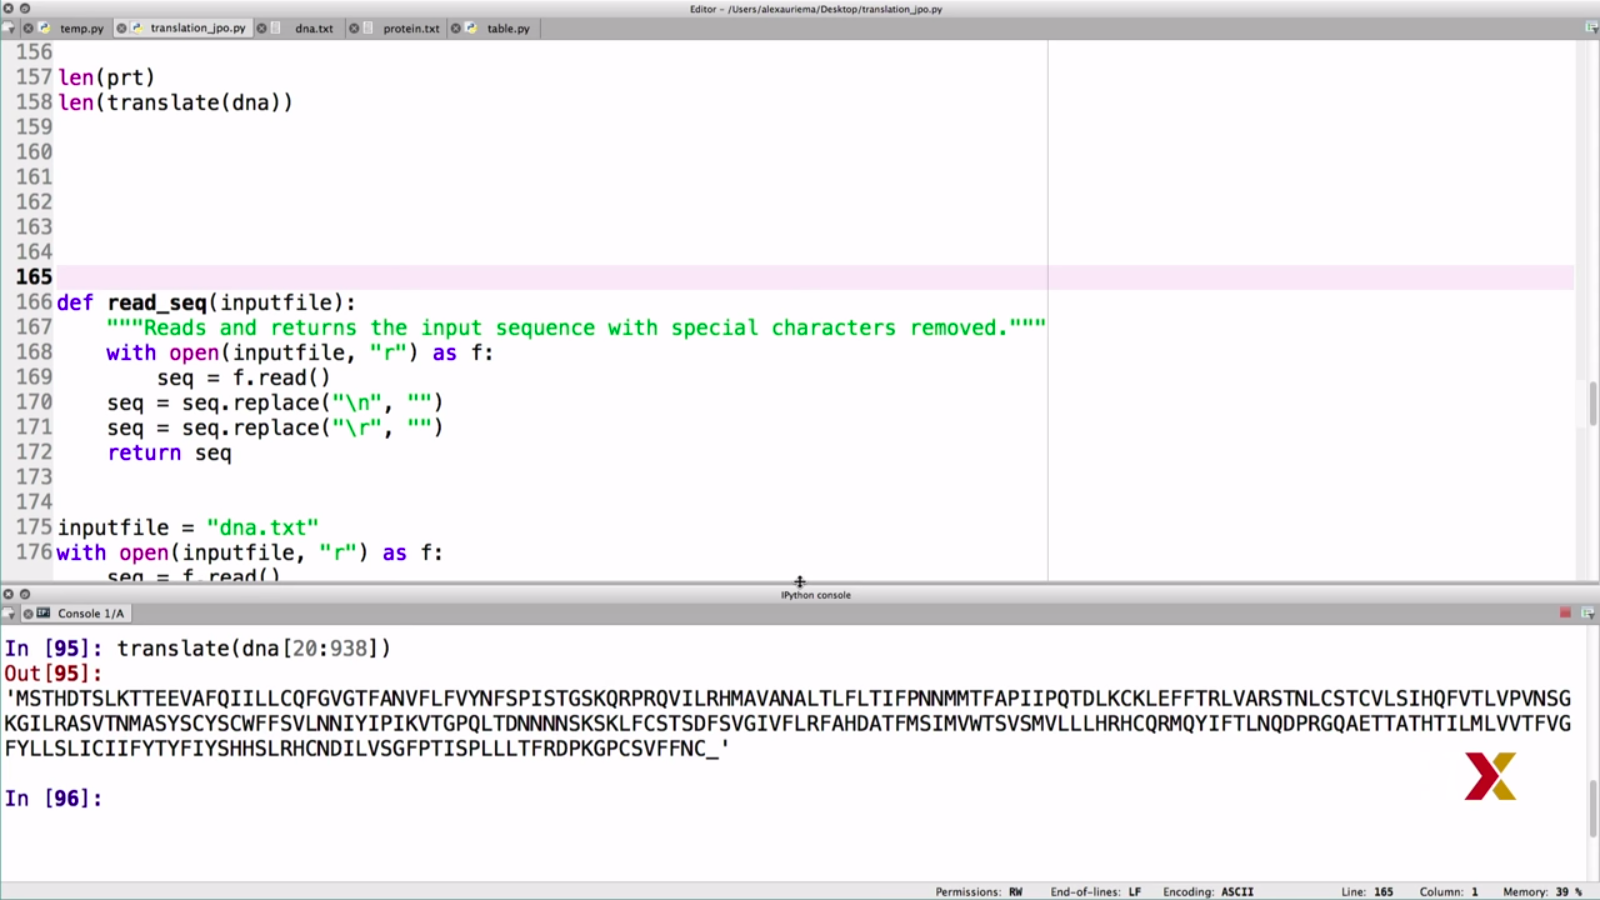 Editor - /Users/alexauriema/Desktop/translation_jpo.py
temp.py translation_jpo.py dna.txt protein.txt table.py
156
157 len(prt)
158 len(translate(dna))
159
160
161
162
163
164
165
166 def read_seq(inputfile):
167 """Reads and returns the input sequence with special characters removed."""
168 with open(inputfile, "r") as f:
169 seq = f.read()
170 seq = seq.replace("\n", "")
171 seq = seq.replace("\r", "")
172 return seq
173
174
175 inputfile = "dna.txt"
176 with open(inputfile, "r") as f:
seq = f.read()
IPython console
Console 1/A
In [95]: translate(dna[20:938])
Out[95]:
'MSTHDTSLKTTEEVAFQIILLCQFGVGTFANVFLFVYNFSPISTGSKQRPRQVILRHMAVANALTLFLTIFPNNMMTFAPIIPQTDLKCKLEFFTRLVARSTNLCSTCVLSIHQFVTLVPVNSG
KGILRASVTNMASYSCYSCWFFSVLNNIYIPIKVTGPQLTDNNNNSKSKLFCSTSDFSVGIVFLRFAHDATFMSIMVWTSVSMVLLLHRHCQRMQYIFTLNQDPRGQAETTATHTILMLVVTFVG
FYLLSLICIIFYTYFIYSHHSLRHCNDILVSGFPTISPLLLTFRDPKGPCSVFFNC_'
In [96]:
Permissions: RW End-of-lines: LF Encoding: ASCII Line: 165 Column: 1 Memory: 39 %